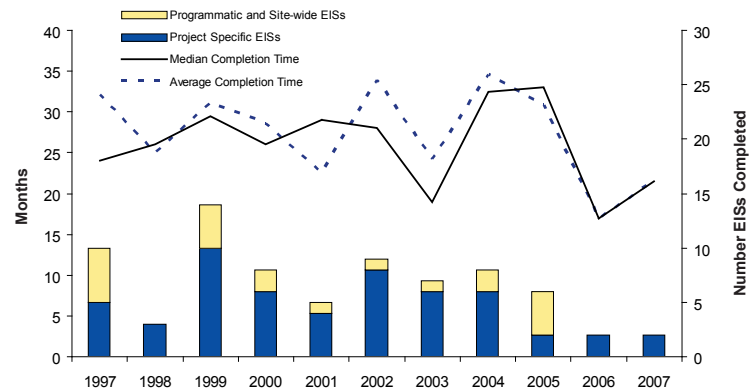 Programmatic and Site-wide EISs
Project Specific EISs
Median Completion Time
Average Completion Time
40
35
30
25
20
15
10
5
0
Months
30
25
20
15
10
5
0
Number EISs Completed
1997 1998 1999 2000 2001 2002 2003 2004 2005 2006 2007